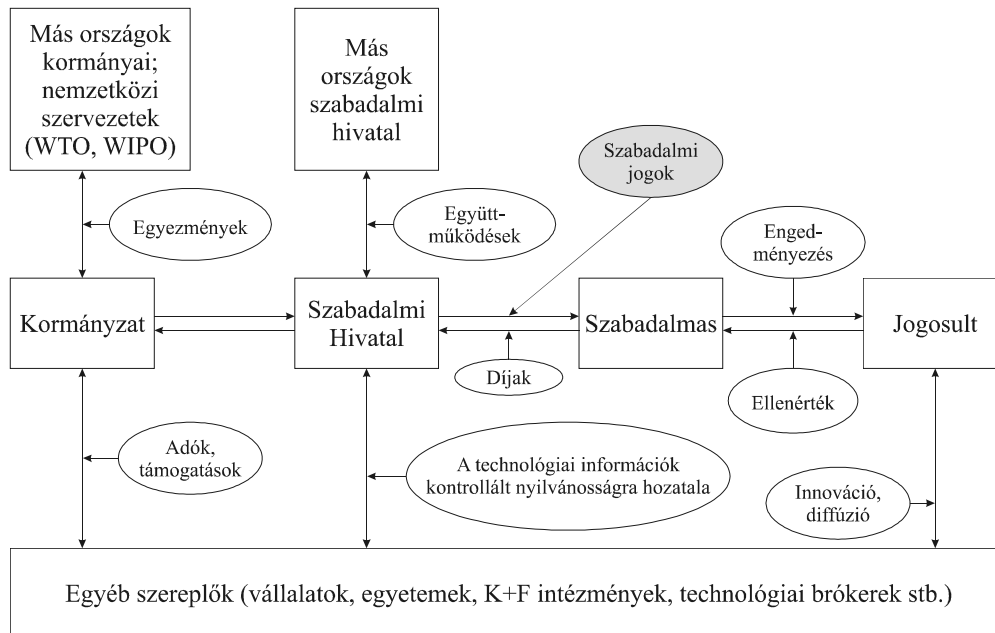 Más országok
kormányai;
nemzetközi
szervezetek
(WTO, WIPO)
Más
országok
szabadalmi
hivatal
Szabadalmi
jogok
Egyezmények
Együtt-
működések
Enged-
ményezés
Kormányzat
Szabadalmi
Hivatal
Szabadalmas
Jogosult
Díjak
Ellenérték
Adók,
támogatások
A technológiai információk
kontrollált nyilvánosságra hozatala
Innováció,
diffúzió
Egyéb szereplők (vállalatok, egyetemek, K+F intézmények, technológiai brókerek stb.)